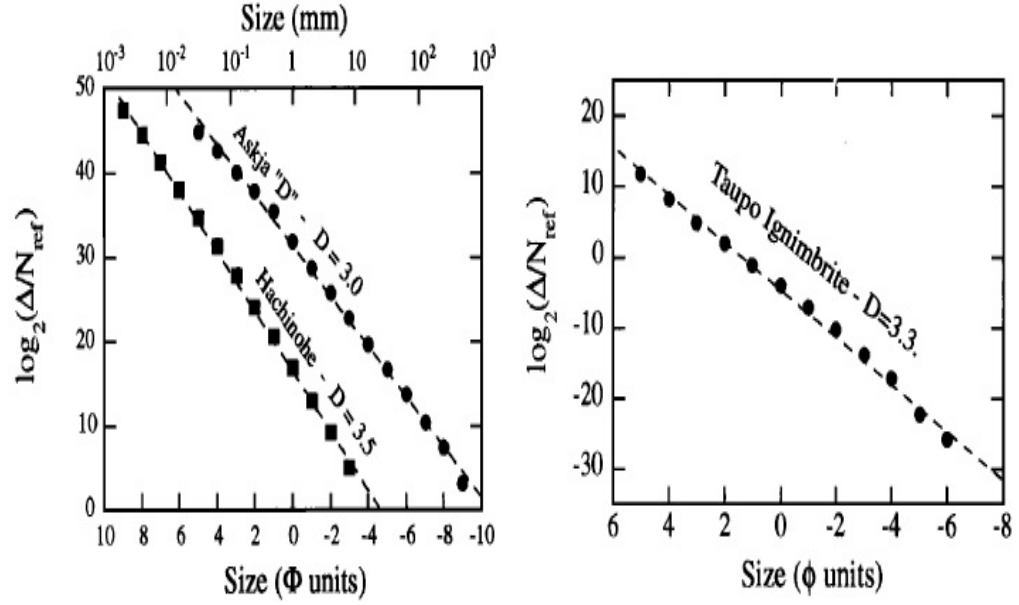 Size (mm)
10⁻³ 10⁻² 10⁻¹ 1 10 10² 10³
50
40
30
20
10
0
log₂(Δ/Nref)
Askja "D" - D = 3.0
Hachinohe - D = 3.5
10 8 6 4 2 0 -2 -4 -6 -8 -10
Size (Φ units)
20
10
0
-10
-20
-30
log₂(Δ/Nref)
Taupo Ignimbrite - D=3.3.
6 4 2 0 -2 -4 -6 -8
Size (ϕ units)